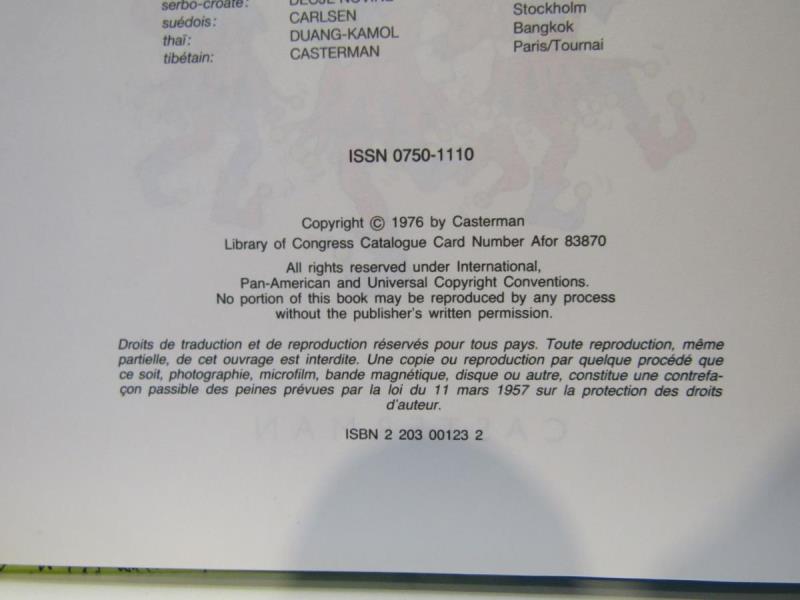 serbo-croate: DECJE NOVINE
suédois: CARLSEN Stockholm
thaï: DUANG-KAMOL Bangkok
tibétain: CASTERMAN Paris/Tournai
ISSN 0750-1110
Copyright © 1976 by Casterman
Library of Congress Catalogue Card Number Afor 83870
All rights reserved under International,
Pan-American and Universal Copyright Conventions.
No portion of this book may be reproduced by any process
without the publisher's written permission.
Droits de traduction et de reproduction réservés pour tous pays. Toute reproduction, même
partielle, de cet ouvrage est interdite. Une copie ou reproduction par quelque procédé que
ce soit, photographie, microfilm, bande magnétique, disque ou autre, constitue une contrefa-
çon passible des peines prévues par la loi du 11 mars 1957 sur la protection des droits
d'auteur.
CASTERMAN
ISBN 2 203 00123 2